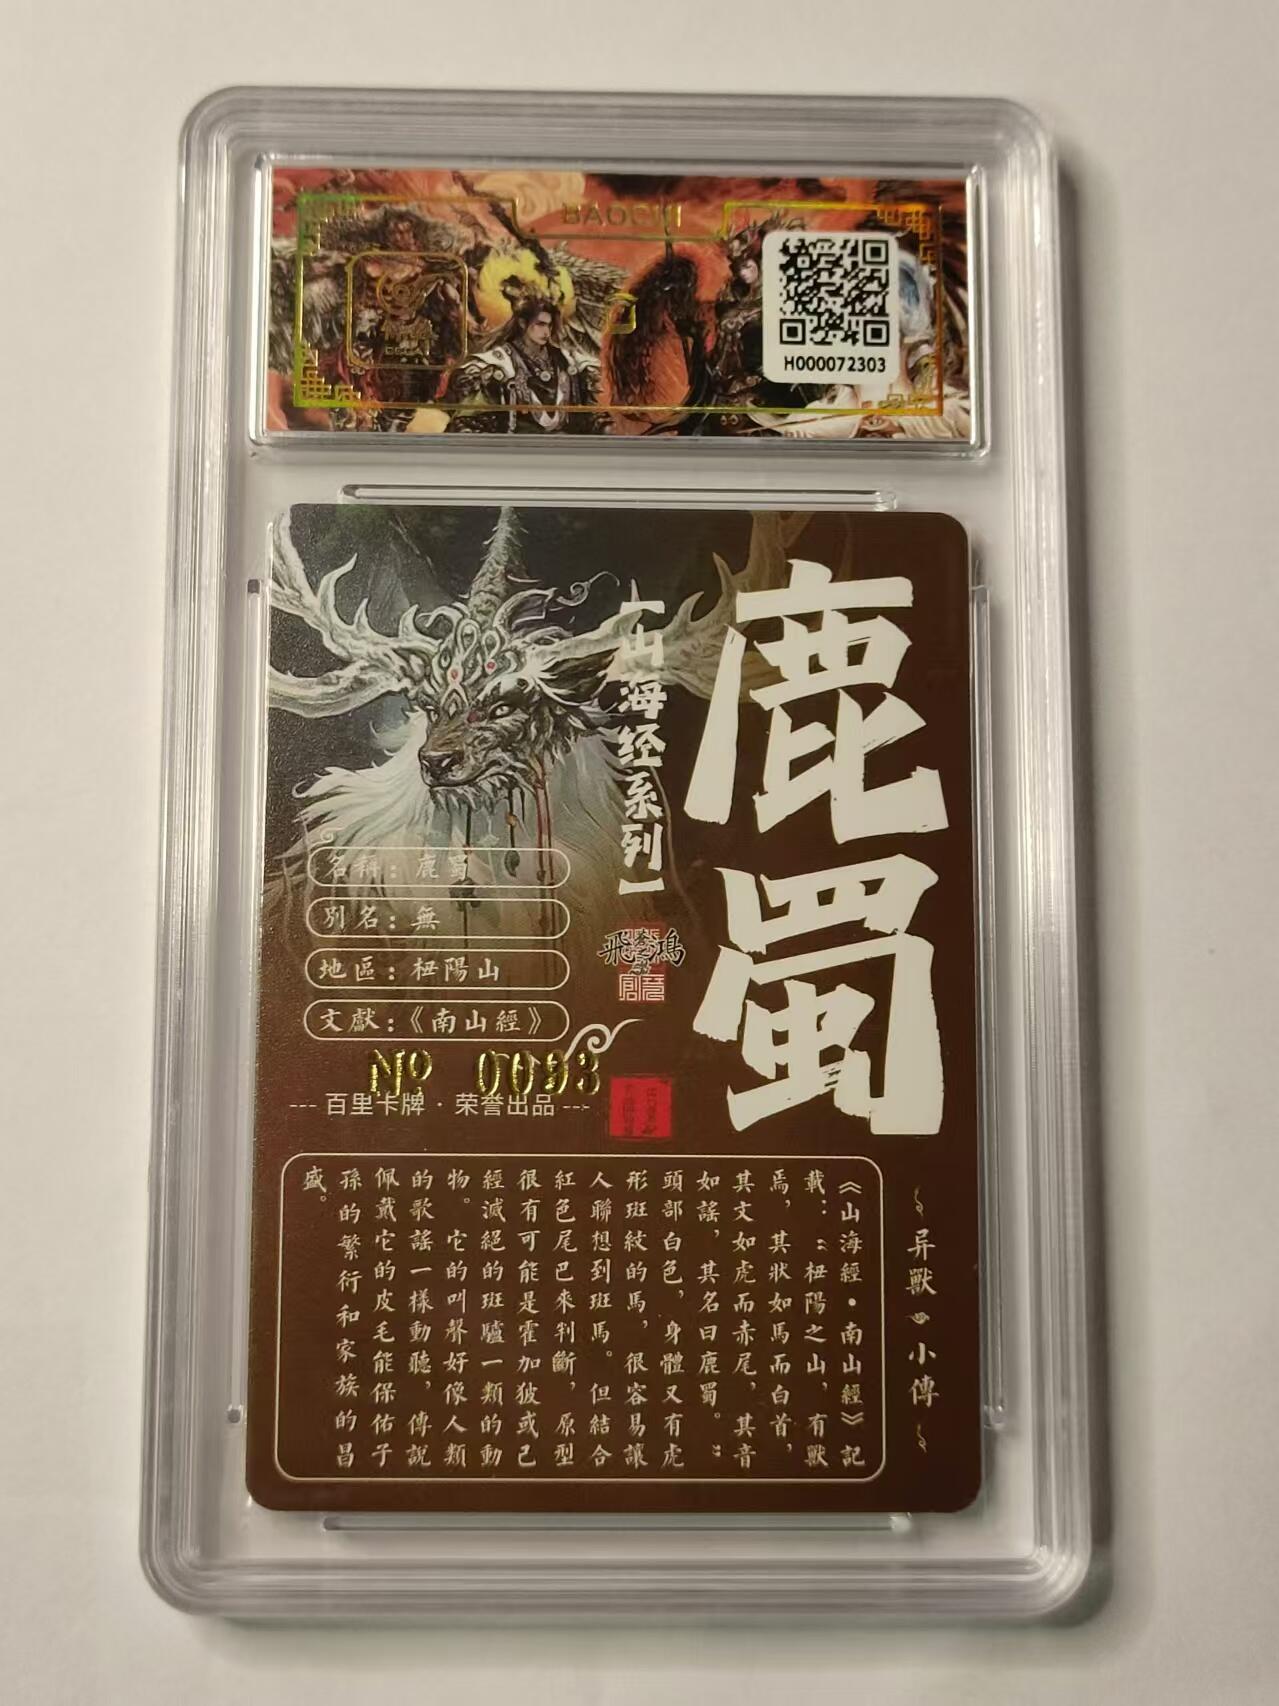 BAOCUI
H000072303
鹿蜀
【山海经系列】
名稱：鹿蜀
別名：無
地區：杻陽山
文獻：《南山經》
飛鴻
№ 0093
--- 百里卡牌 · 荣誉出品 ---
异獸 小傳
《山海經•南山經》記
載：“杻陽之山，有獸
焉，其狀如馬而白首，
其文如虎而赤尾，其音
如謠，其名曰鹿蜀。”
頭部白色，身體又有虎
形斑紋的馬，很容易讓
人聯想到斑馬。但結合
紅色尾巴來判斷，原型
很有可能是霍加狓或已
經滅絕的斑驢一類的動
物。它的叫聲好像人類
的歌謠一樣動聽，傳說
佩戴它的皮毛能保佑子
孫的繁衍和家族的昌
盛。